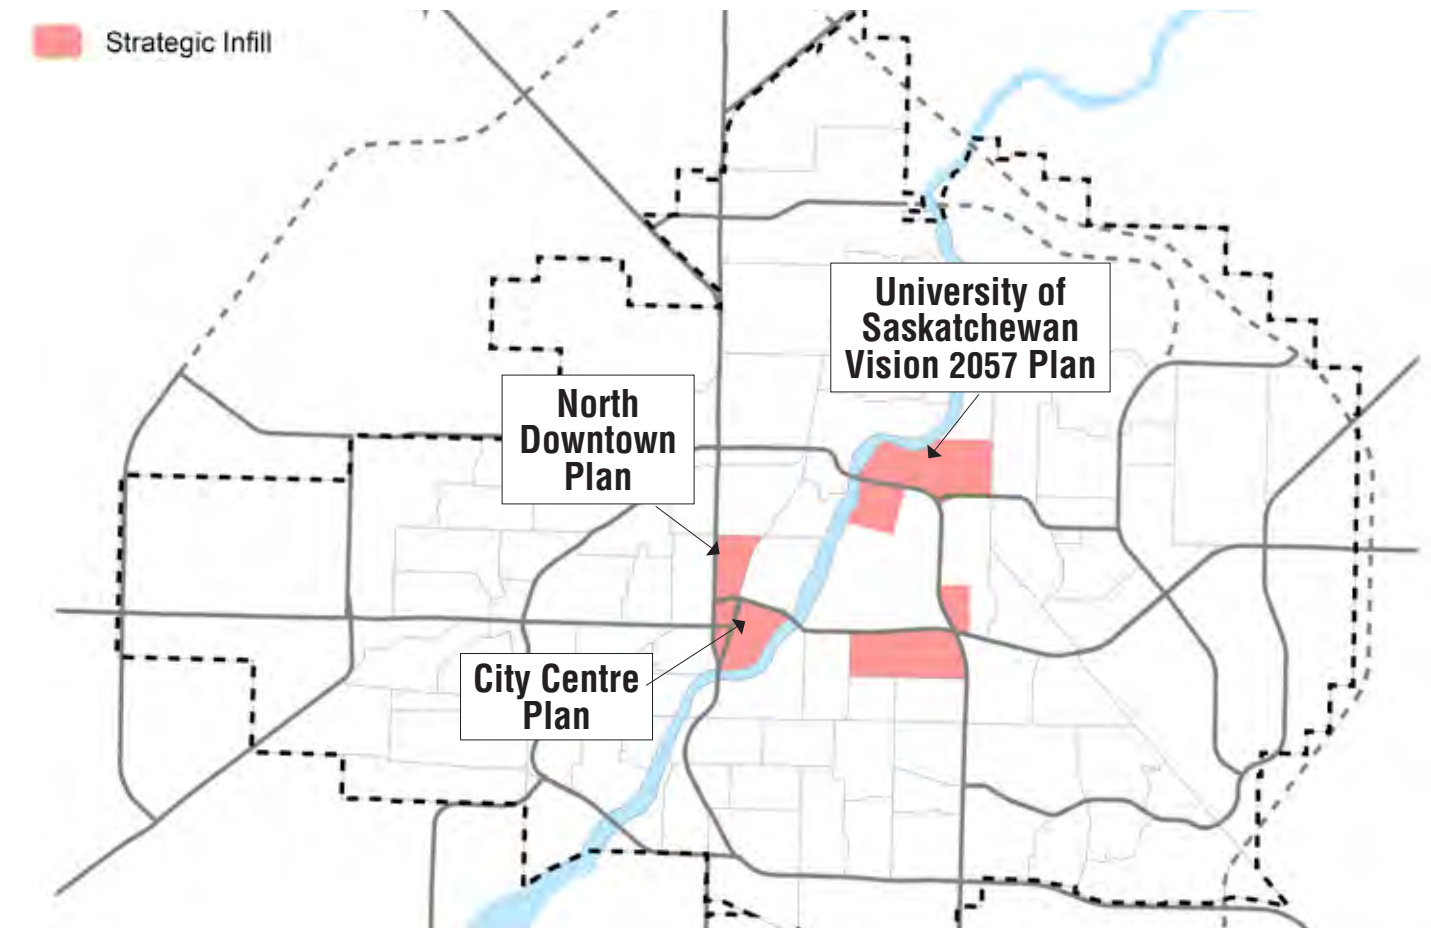 Strategic Infill
University of
Saskatchewan
Vision 2057 Plan
North
Downtown
Plan
City Centre
Plan